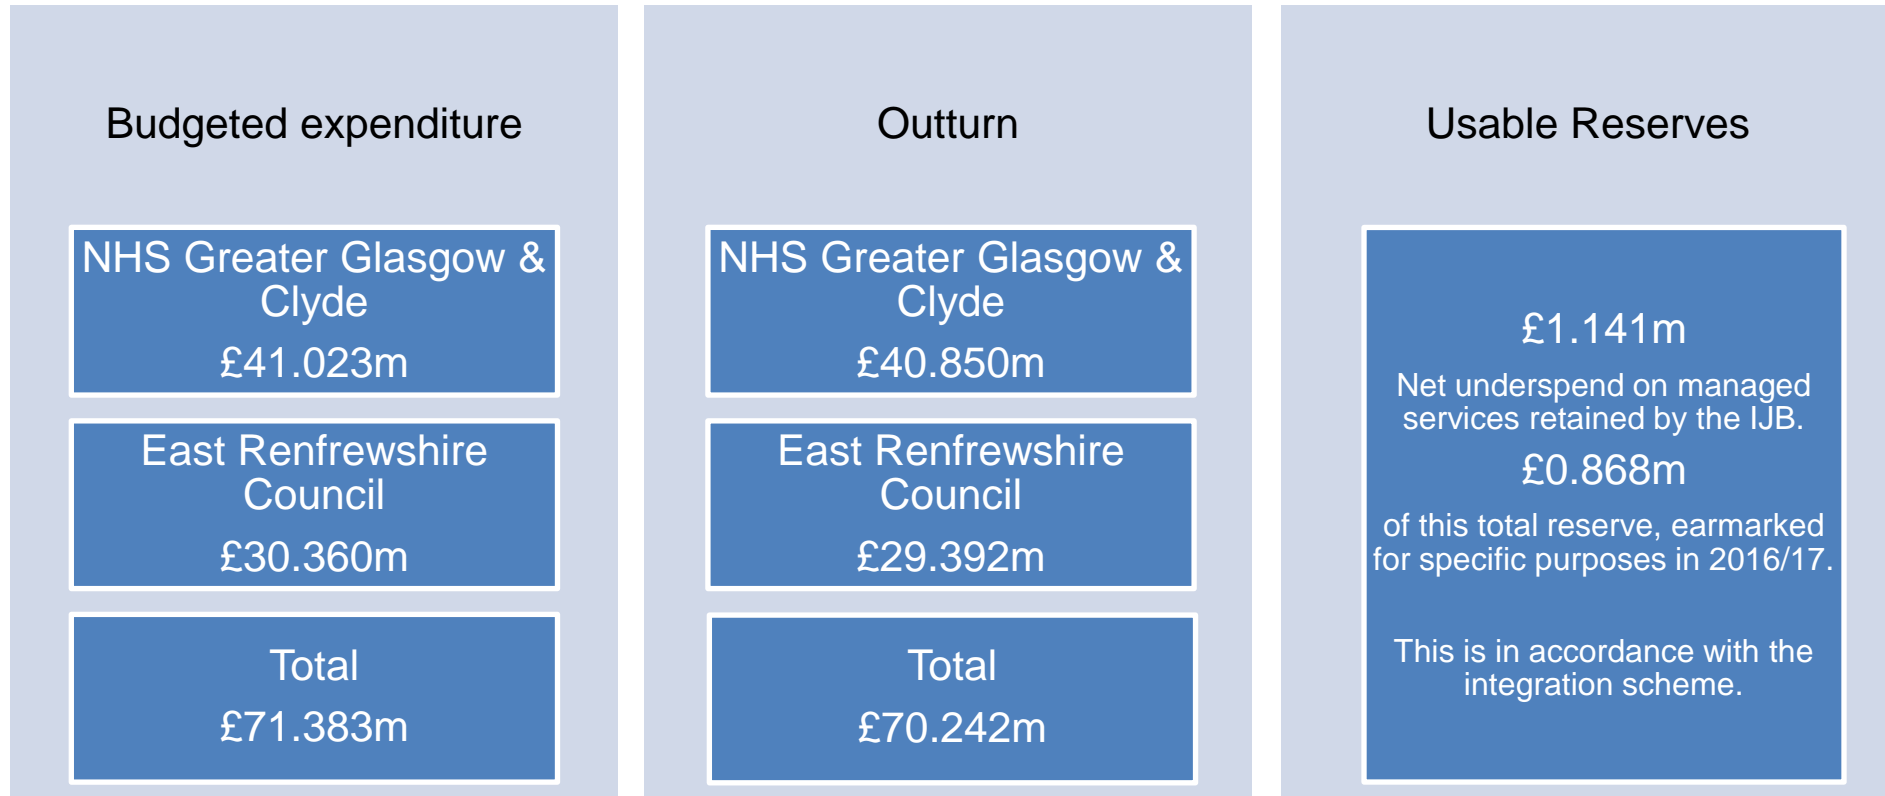 Budgeted expenditure
NHS Greater Glasgow &
Clyde
£41.023m
East Renfrewshire
Council
£30.360m
Total
£71.383m
Outturn
NHS Greater Glasgow &
Clyde
£40.850m
East Renfrewshire
Council
£29.392m
Total
£70.242m
Usable Reserves
£1.141m
Net underspend on managed
services retained by the IJB.
£0.868m
of this total reserve, earmarked
for specific purposes in 2016/17.
This is in accordance with the
integration scheme.